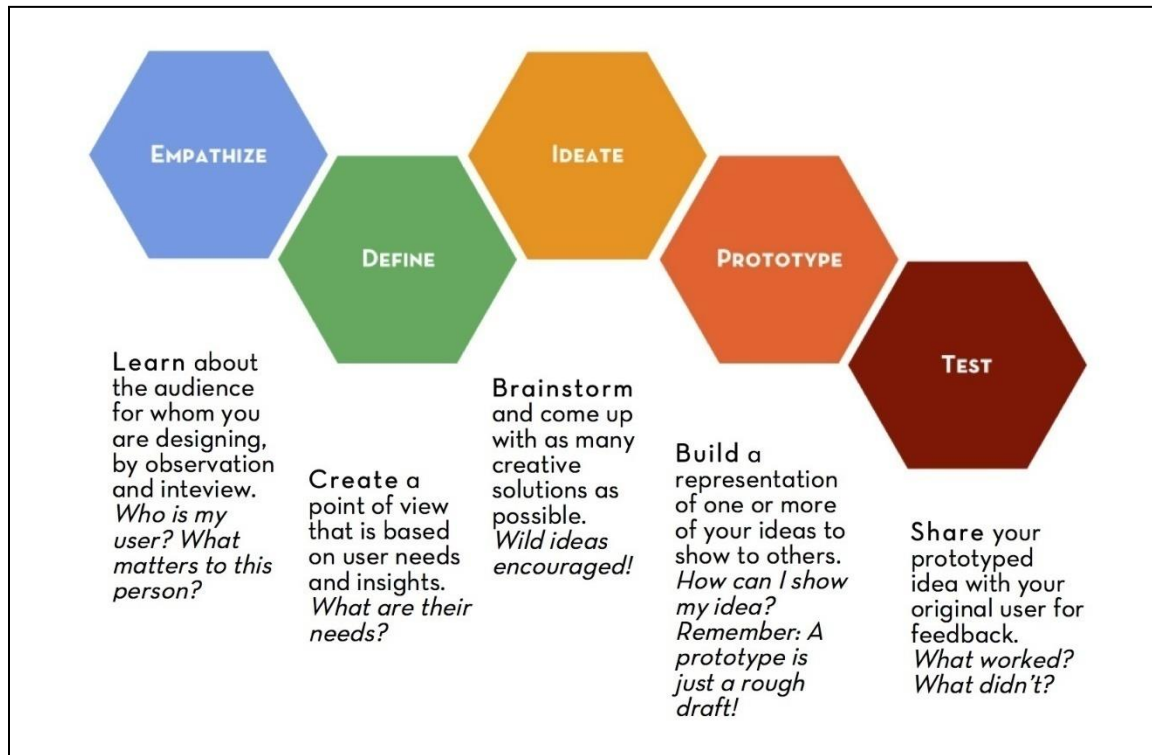 EMPATHIZE
DEFINE
IDEATE
PROTOTYPE
TEST
Learn about
the audience
for whom you
are designing,
by observation
and inteview.
Who is my
user? What
matters to this
person?
Create a
point of view
that is based
on user needs
and insights.
What are their
needs?
Brainstorm
and come up
with as many
creative
solutions as
possible.
Wild ideas
encouraged!
Build a
representation
of one or more
of your ideas to
show to others.
How can I show
my idea?
Remember: A
prototype is
just a rough
draft!
Share your
prototyped
idea with your
original user for
feedback.
What worked?
What didn't?